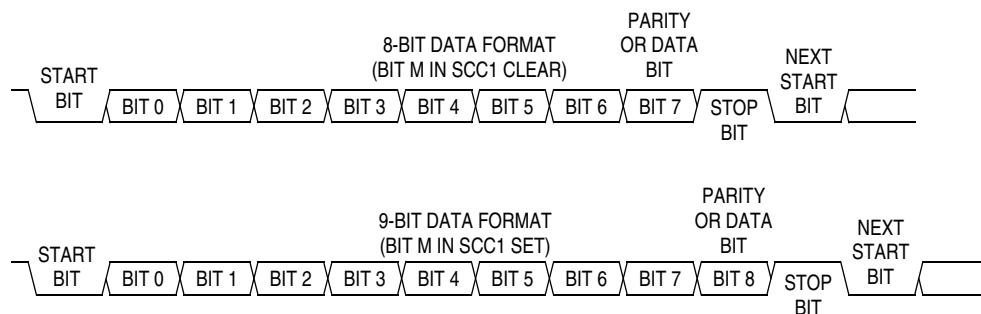 8-BIT DATA FORMAT
(BIT M IN SCC1 CLEAR)
PARITY
OR DATA
BIT
START
BIT
BIT 0
BIT 1
BIT 2
BIT 3
BIT 4
BIT 5
BIT 6
BIT 7
STOP
BIT
NEXT
START
BIT
9-BIT DATA FORMAT
(BIT M IN SCC1 SET)
PARITY
OR DATA
BIT
START
BIT
BIT 0
BIT 1
BIT 2
BIT 3
BIT 4
BIT 5
BIT 6
BIT 7
BIT 8
STOP
BIT
NEXT
START
BIT